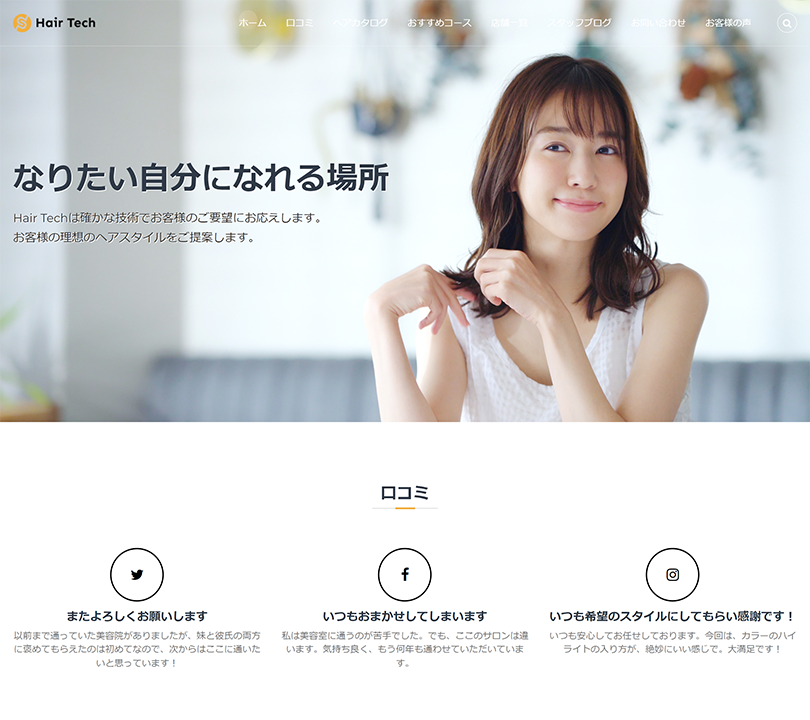 Hair Tech
ホーム 口コミ ヘアカタログ おすすめコース 店舗一覧 スタッフブログ お問い合わせ お客様の声
なりたい自分になれる場所
Hair Techは確かな技術でお客様のご要望にお応えします。
お客様の理想のヘアスタイルをご提案します。
口コミ
またよろしくお願いします
以前まで通っていた美容院がありましたが、妹と彼氏の両方
に褒めてもらえたのは初めてなので、次からはここに通いた
いと思っています！
いつもおまかせしてしまいます
私は美容室に通うのが苦手でした。でも、ここのサロンは違
います。気持ち良く、もう何年も通わせていただいていま
す。
いつも希望のスタイルにしてもらい感謝です！
いつも安心してお任せしております。今回は、カラーのハイ
ライトの入り方が、絶妙にいい感じで。大満足です！